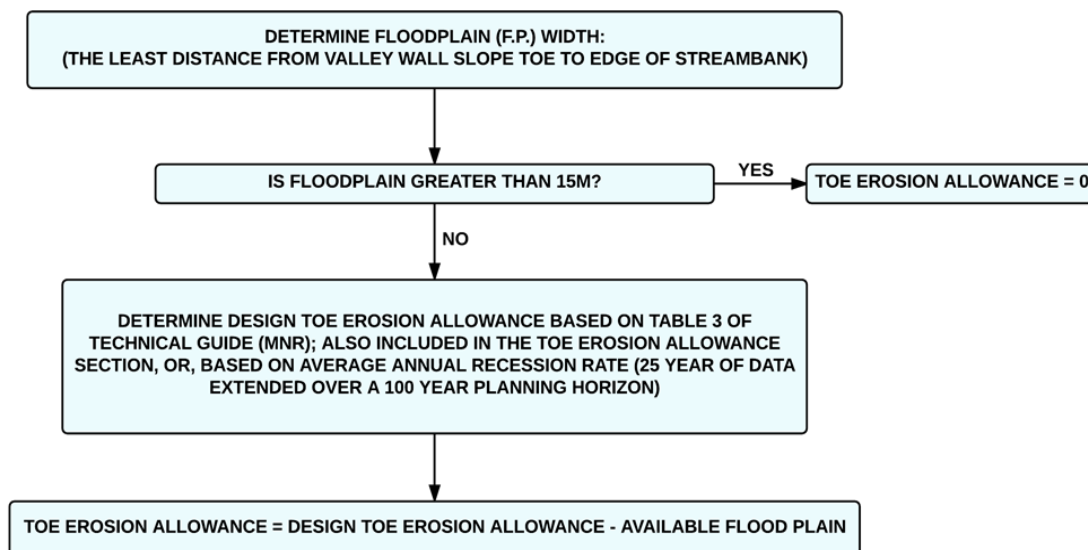 DETERMINE FLOODPLAIN (F.P.) WIDTH:
(THE LEAST DISTANCE FROM VALLEY WALL SLOPE TOE TO EDGE OF STREAMBANK)
IS FLOODPLAIN GREATER THAN 15M?
YES
TOE EROSION ALLOWANCE = 0
NO
DETERMINE DESIGN TOE EROSION ALLOWANCE BASED ON TABLE 3 OF
TECHNICAL GUIDE (MNR); ALSO INCLUDED IN THE TOE EROSION ALLOWANCE
SECTION, OR, BASED ON AVERAGE ANNUAL RECESSION RATE (25 YEAR OF DATA
EXTENDED OVER A 100 YEAR PLANNING HORIZON)
TOE EROSION ALLOWANCE = DESIGN TOE EROSION ALLOWANCE - AVAILABLE FLOOD PLAIN